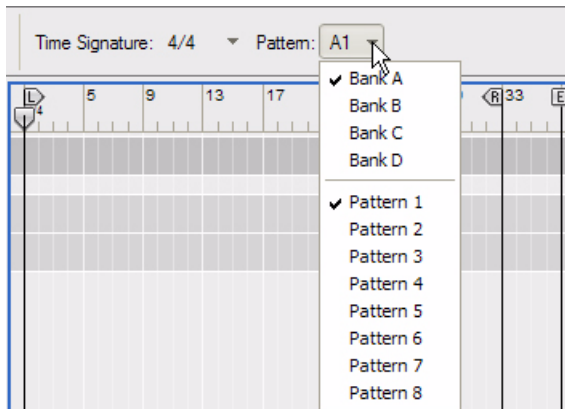 Time Signature: 4/4 Pattern: A1
L 5 9 13 17 R 33 E
4
Bank A
Bank B
Bank C
Bank D
Pattern 1
Pattern 2
Pattern 3
Pattern 4
Pattern 5
Pattern 6
Pattern 7
Pattern 8